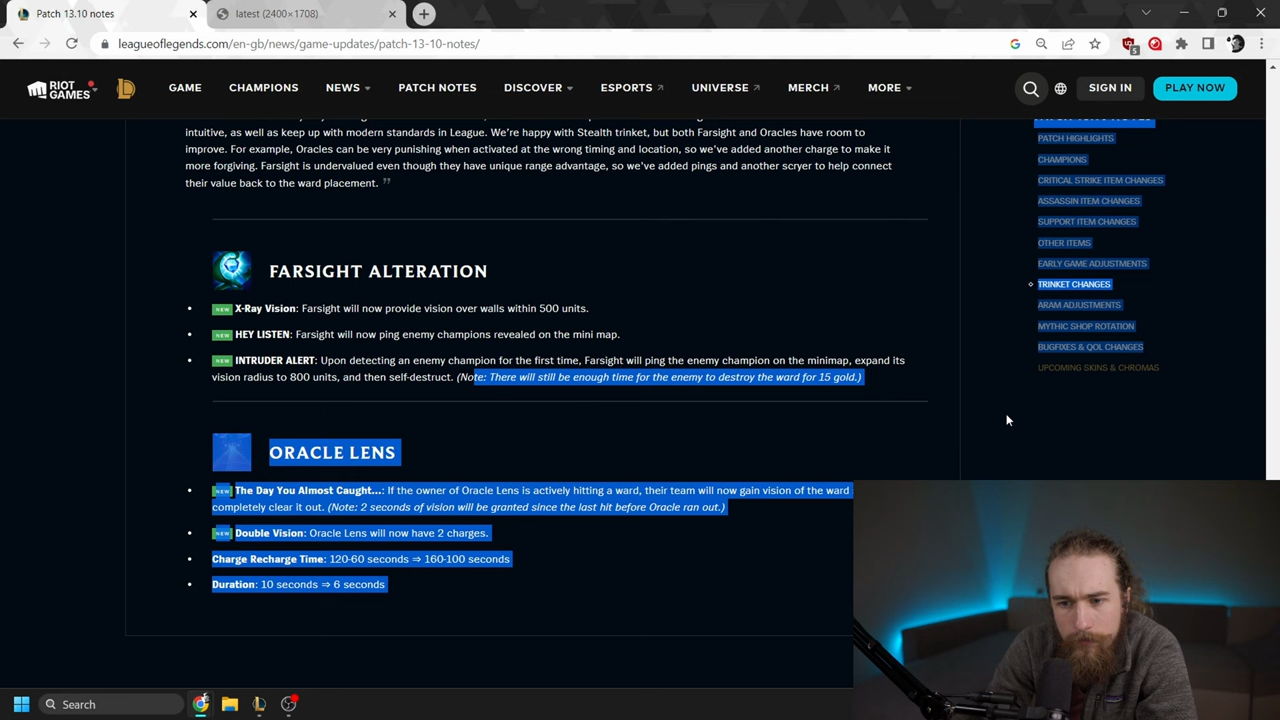 Patch 13.10 notes
latest (2400×1708)
leagueoflegends.com/en-gb/news/game-updates/patch-13-10-notes/
5
RIOT GAMES
GAME
CHAMPIONS
NEWS
PATCH NOTES
DISCOVER
ESPORTS
UNIVERSE
MERCH
MORE
SIGN IN
PLAY NOW
intuitive, as well as keep up with modern standards in League. We're happy with Stealth trinket, but both Farsight and Oracles have room to
improve. For example, Oracles can be very punishing when activated at the wrong timing and location, so we've added another charge to make it
more forgiving. Farsight is undervalued even though they have unique range advantage, so we've added pings and another scryer to help connect
their value back to the ward placement. ”
FARSIGHT ALTERATION
• NEW X-Ray Vision: Farsight will now provide vision over walls within 500 units.
• NEW HEY LISTEN: Farsight will now ping enemy champions revealed on the mini map.
• NEW INTRUDER ALERT: Upon detecting an enemy champion for the first time, Farsight will ping the enemy champion on the minimap, expand its
vision radius to 800 units, and then self-destruct. (Note: There will still be enough time for the enemy to destroy the ward for 15 gold.)
ORACLE LENS
• NEW The Day You Almost Caught...: If the owner of Oracle Lens is actively hitting a ward, their team will now gain vision of the ward
completely clear it out. (Note: 2 seconds of vision will be granted since the last hit before Oracle ran out.)
• NEW Double Vision: Oracle Lens will now have 2 charges.
• Charge Recharge Time: 120-60 seconds ⇒ 160-100 seconds
• Duration: 10 seconds ⇒ 6 seconds
PATCH HIGHLIGHTS
CHAMPIONS
CRITICAL STRIKE ITEM CHANGES
ASSASSIN ITEM CHANGES
SUPPORT ITEM CHANGES
OTHER ITEMS
EARLY GAME ADJUSTMENTS
TRINKET CHANGES
ARAM ADJUSTMENTS
MYTHIC SHOP ROTATION
BUGFIXES & QOL CHANGES
UPCOMING SKINS & CHROMAS
Search